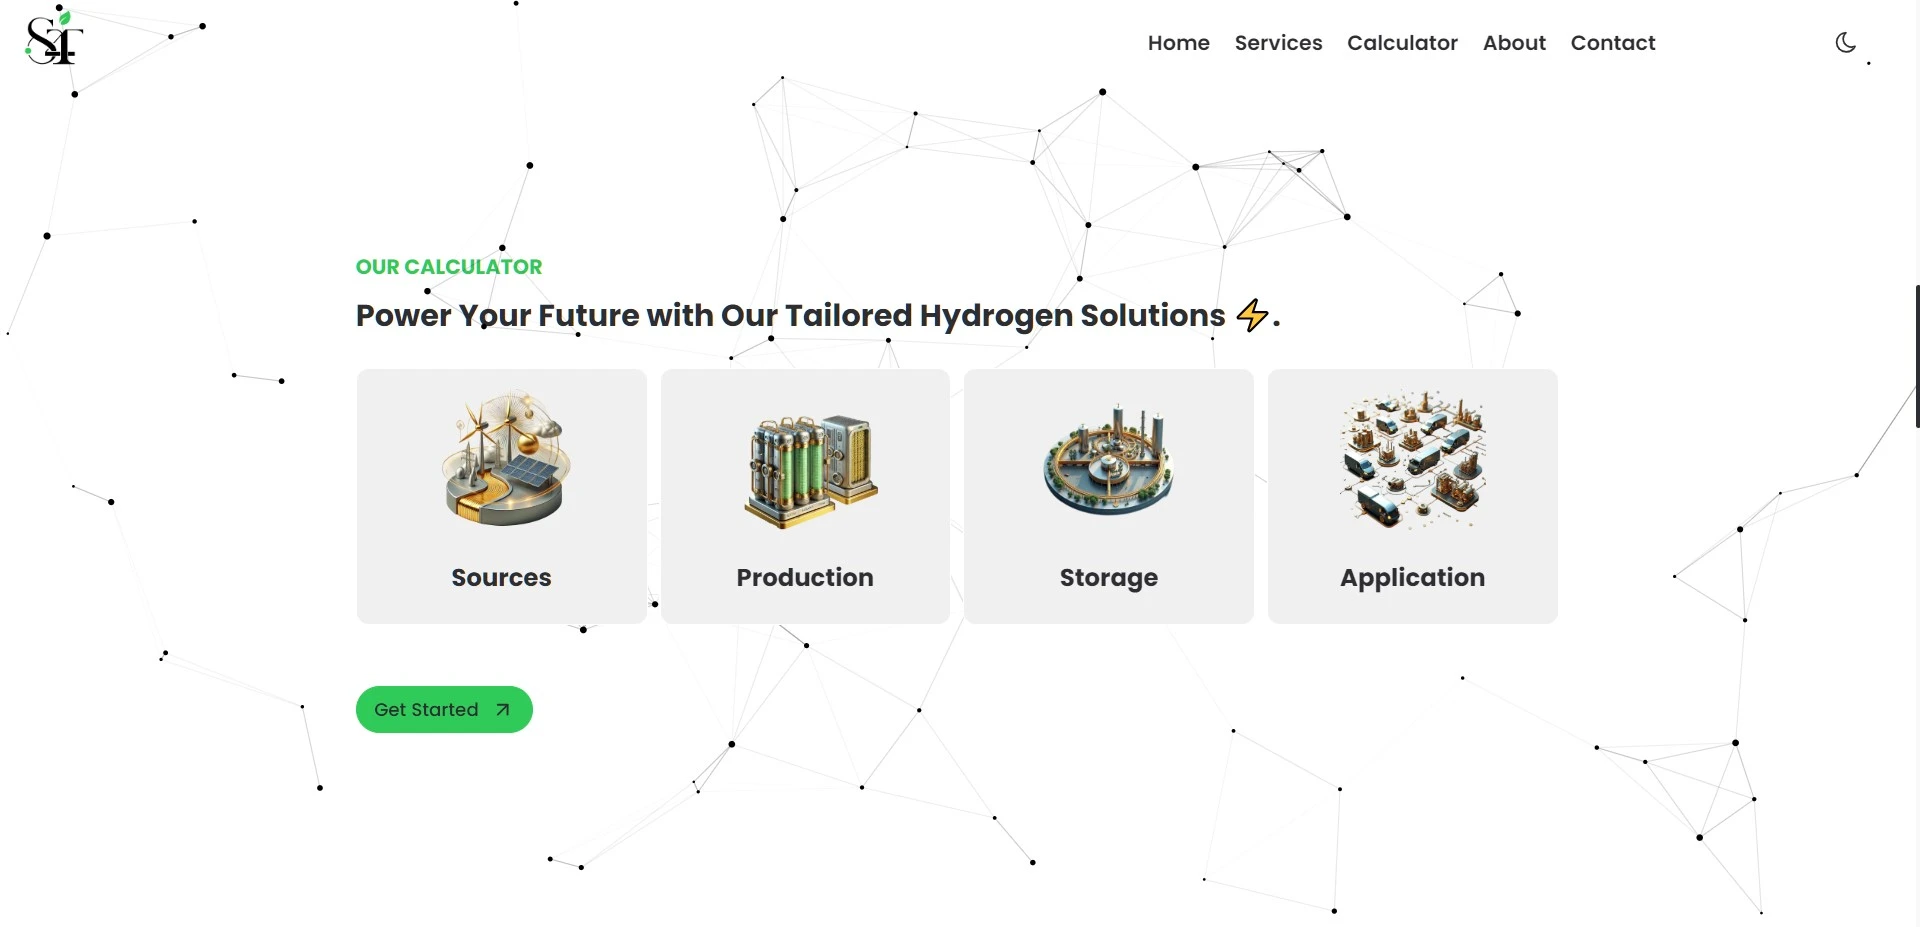 ST
Home Services Calculator About Contact
OUR CALCULATOR
Power Your Future with Our Tailored Hydrogen Solutions ⚡.
Sources Production Storage Application
Get Started